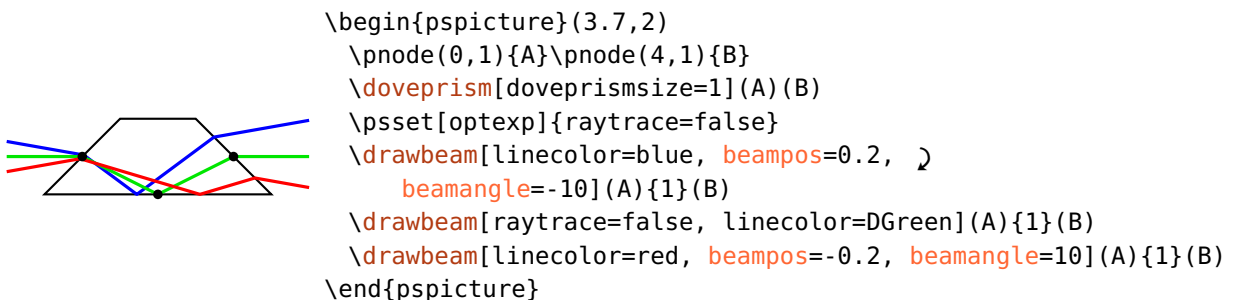 \begin{pspicture}(3.7,2)
\pnode(0,1){A}\pnode(4,1){B}
\doveprism[doveprismsize=1](A)(B)
\psset[optexp]{raytrace=false}
\drawbeam[linecolor=blue, beampos=0.2,
beamangle=-10](A){1}(B)
\drawbeam[raytrace=false, linecolor=DGreen](A){1}(B)
\drawbeam[linecolor=red, beampos=-0.2, beamangle=10](A){1}(B)
\end{pspicture}